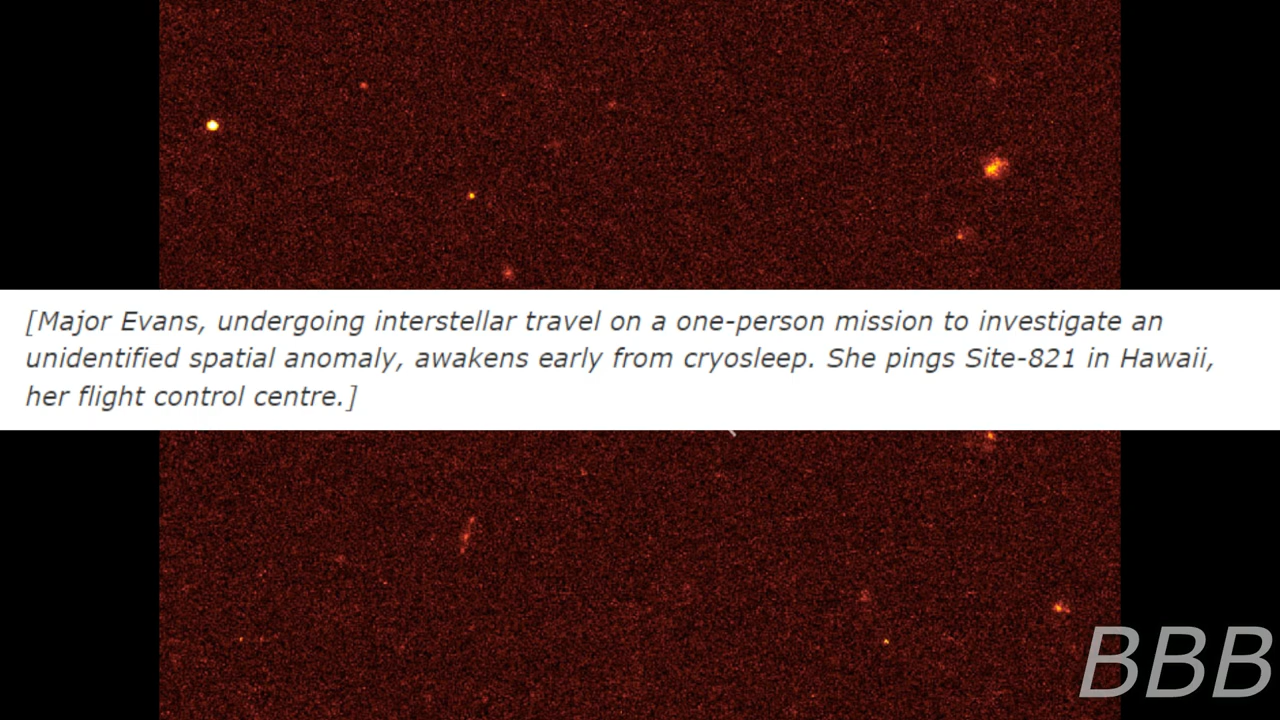 [Major Evans, undergoing interstellar travel on a one-person mission to investigate an
unidentified spatial anomaly, awakens early from cryosleep. She pings Site-821 in Hawaii,
her flight control centre.]
BBB